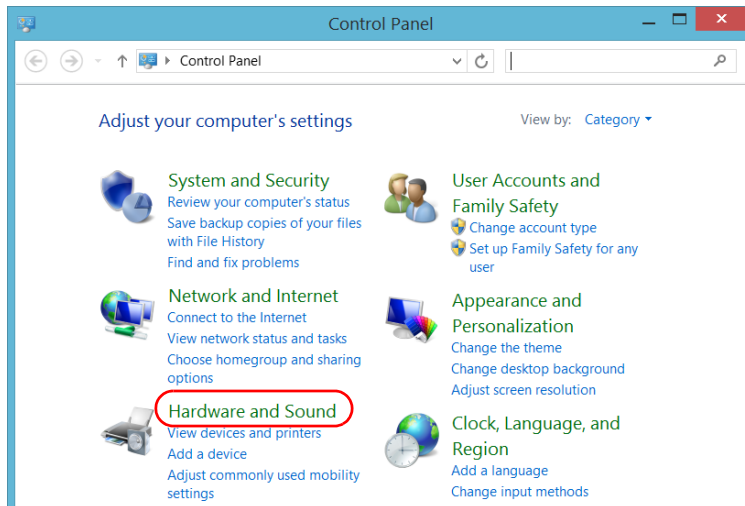 Control Panel
Control Panel
Adjust your computer's settings
View by: Category
System and Security
Review your computer's status
Save backup copies of your files
with File History
Find and fix problems
Network and Internet
Connect to the Internet
View network status and tasks
Choose homegroup and sharing
options
Hardware and Sound
View devices and printers
Add a device
Adjust commonly used mobility
settings
User Accounts and
Family Safety
Change account type
Set up Family Safety for any
user
Appearance and
Personalization
Change the theme
Change desktop background
Adjust screen resolution
Clock, Language, and
Region
Add a language
Change input methods